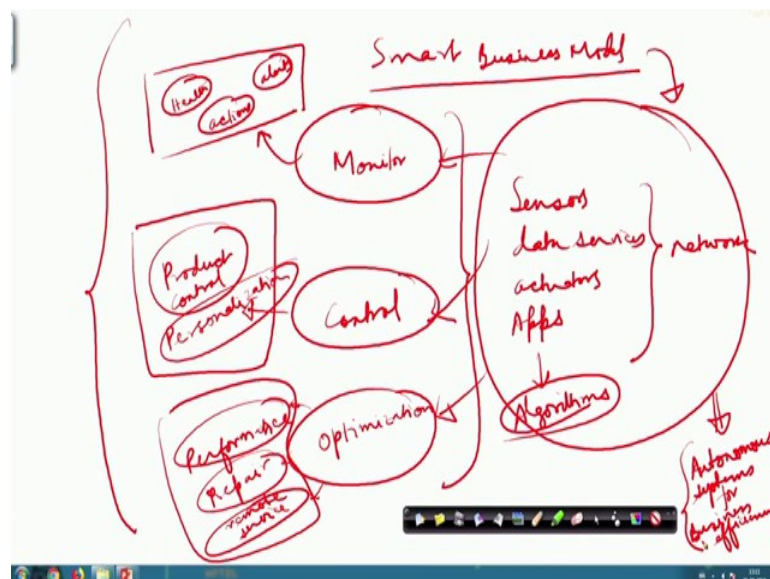 Smart Business Model
Health
alerts
actions
Monitor
Sensors
data services
actuators
Apps
Algorithms
network
Product
control
Personalization
Control
Performance
Repair
remote
service
Optimization
Autonomous
systems
for
Business
efficiency